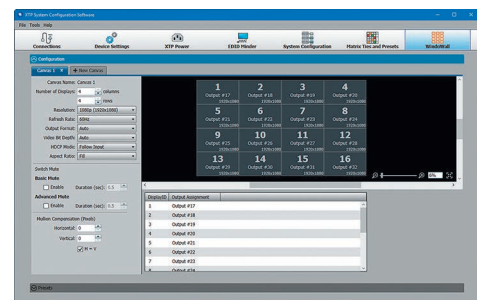 XTP System Configuration Software
File Tools Help
Connections
Device Settings
XTP Power
EDID Minder
System Configuration
Matrix Ties and Presets
WindoWall
Configuration
Canvas 1 X
+ New Canvas
Canvas Name: Canvas 1
Number of Displays: 4 columns
4 rows
Resolution: 1080p (1920x1080)
Refresh Rate: 60Hz
Output Format: Auto
Video Bit Depth: Auto
HDCP Mode: Follow Input
Aspect Ratio: Fill
Switch Mute
Basic Mute
Enable Duration (sec): 0.5
Advanced Mute
Enable Duration (sec): 0.5
Mullion Compensation (Pixels)
Horizontal: 0
Vertical: 0
H = V
1 2 3 4
Output #17 Output #18 Output #19 Output #20
1920x1080 1920x1080 1920x1080 1920x1080
5 6 7 8
Output #21 Output #22 Output #23 Output #24
1920x1080 1920x1080 1920x1080 1920x1080
9 10 11 12
Output #25 Output #26 Output #27 Output #28
1920x1080 1920x1080 1920x1080 1920x1080
13 14 15 16
Output #29 Output #30 Output #31 Output #32
1920x1080 1920x1080 1920x1080 1920x1080
DisplayID Output Assignment
1 Output #17
2 Output #18
3 Output #19
4 Output #20
5 Output #21
6 Output #22
7 Output #23
8 Output #24
Presets